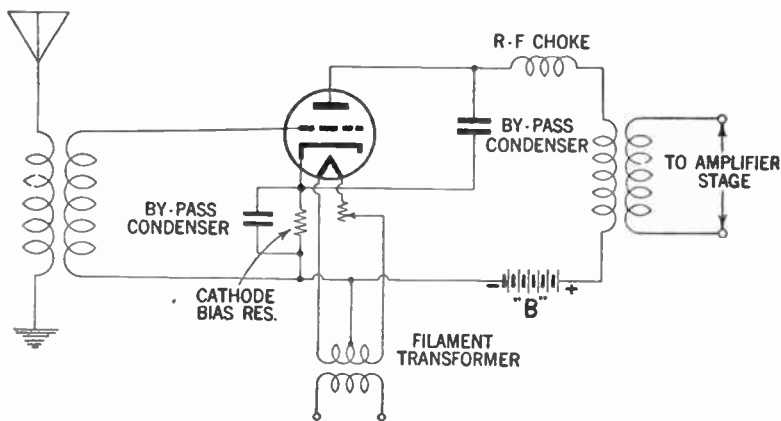 R-F CHOKE
BY-PASS
CONDENSER
TO AMPLIFIER
STAGE
BY-PASS
CONDENSER
CATHODE
BIAS RES.
- "B" +
FILAMENT
TRANSFORMER